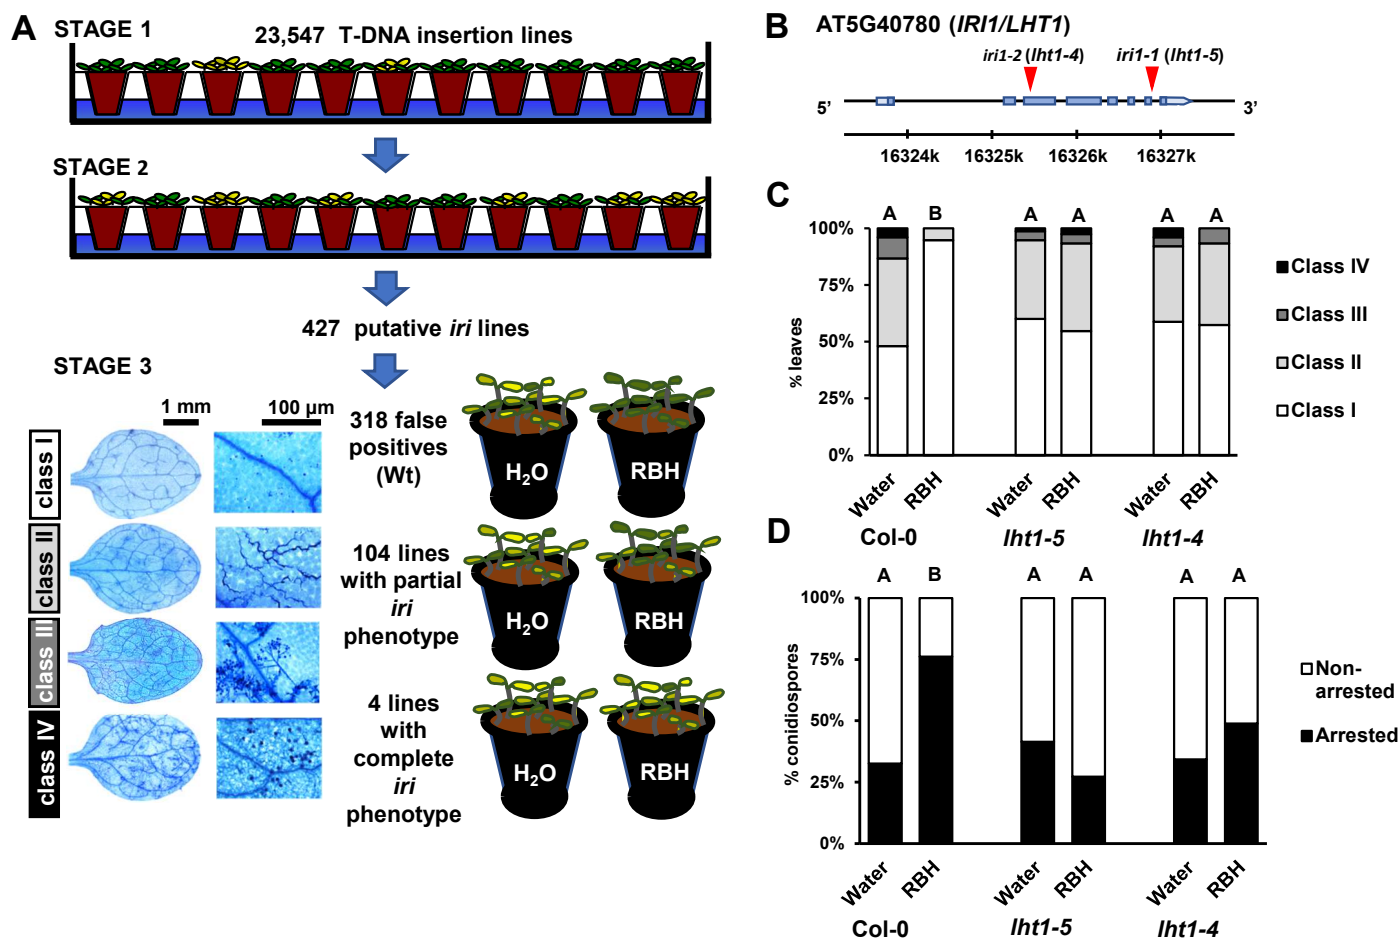 A
STAGE 1
23,547 T-DNA insertion lines
STAGE 2
427 putative iri lines
STAGE 3
1 mm
100 µm
class I
class II
class III
class IV
318 false
positives
(Wt)
H2O
RBH
104 lines
with partial
iri
phenotype
H2O
RBH
4 lines
with
complete
iri
phenotype
H2O
RBH
B
AT5G40780 (IRI1/LHT1)
iri1-2 (lht1-4)
iri1-1 (lht1-5)
5’
3’
16324k
16325k
16326k
16327k
C
A
B
A
A
A
A
100%
75%
50%
25%
0%
% leaves
Water
RBH
Water
RBH
Water
RBH
Col-0
lht1-5
lht1-4
Class IV
Class III
Class II
Class I
D
A
B
A
A
A
A
100%
75%
50%
25%
0%
% conidiospores
Water
RBH
Water
RBH
Water
RBH
Col-0
lht1-5
lht1-4
Non-
arrested
Arrested